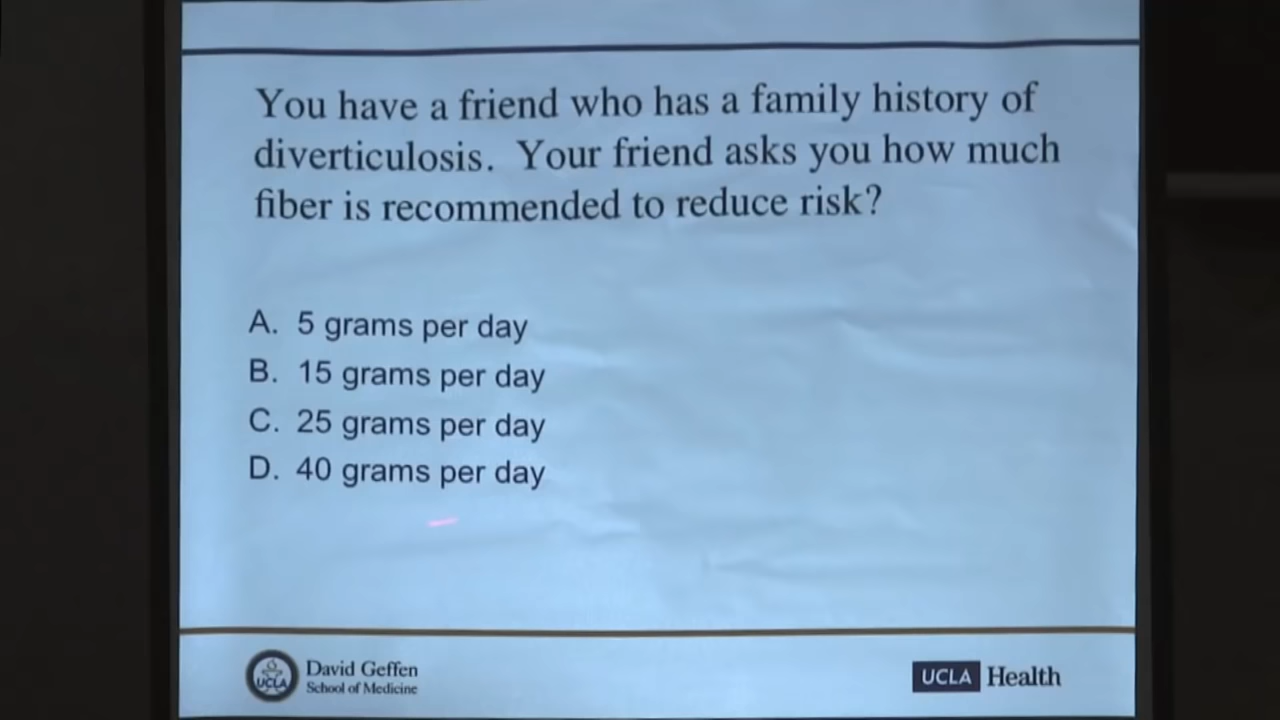 You have a friend who has a family history of
diverticulosis. Your friend asks you how much
fiber is recommended to reduce risk?
A. 5 grams per day
B. 15 grams per day
C. 25 grams per day
D. 40 grams per day
UCLA
David Geffen
School of Medicine
UCLA Health